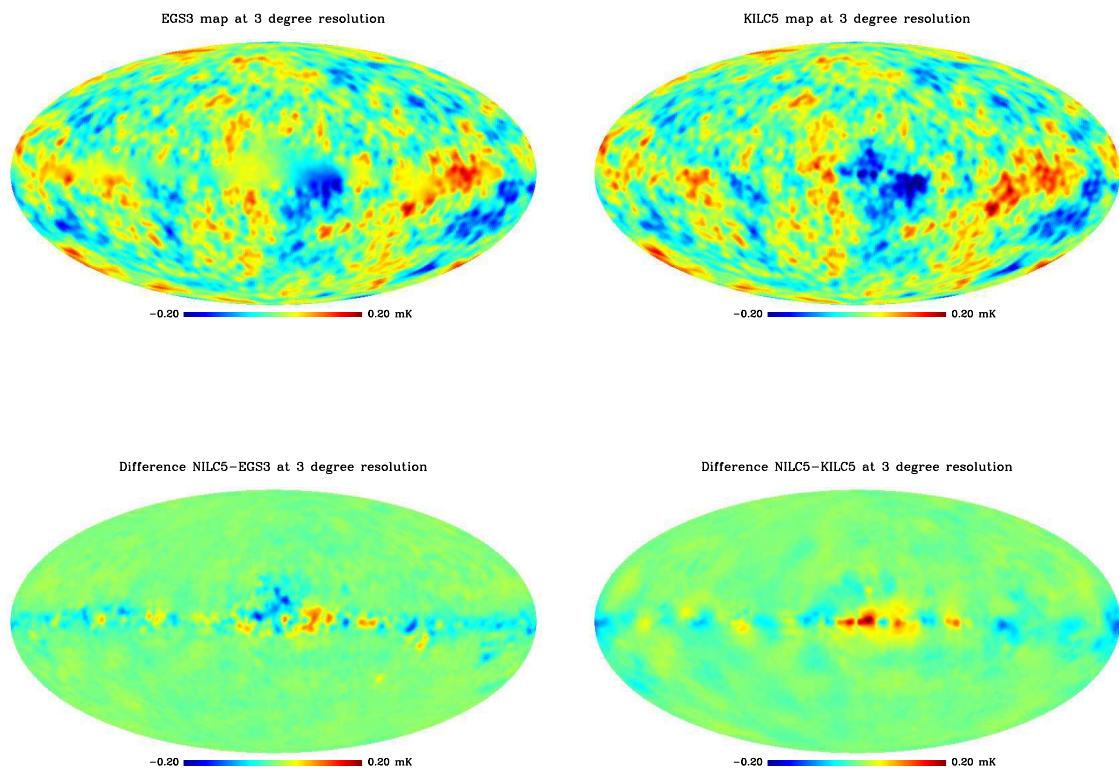 EGS3 map at 3 degree resolution
KILC5 map at 3 degree resolution
−0.20 0.20 mK
−0.20 0.20 mK
Difference NILC5−EGS3 at 3 degree resolution
Difference NILC5−KILC5 at 3 degree resolution
−0.20 0.20 mK
−0.20 0.20 mK